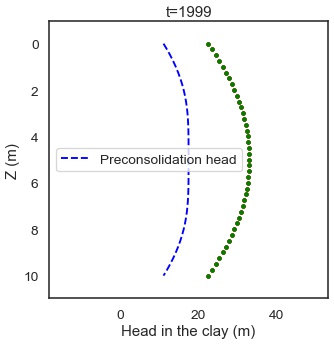 t=1999
0
2
4
6
8
10
Z (m)
Preconsolidation head
0 20 40
Head in the clay (m)